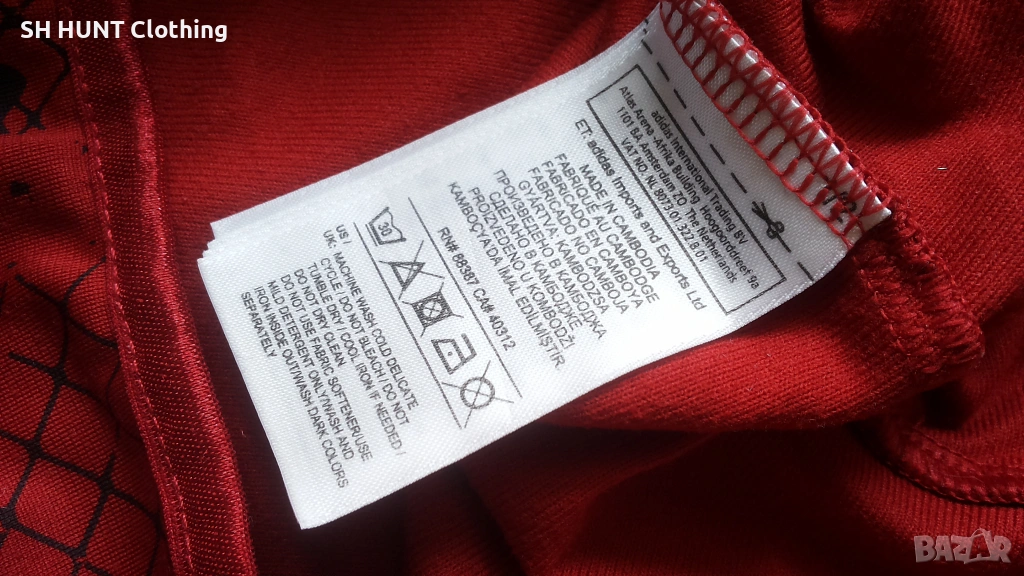 SH HUNT Clothing
adidas International Trading BV
Atlas Arena -Afrika Building Hoogoorddreef 9a
1101 BA Amsterdam ZO The Netherlands
VAT NO. NL 8073.01.327.B.01
ET: adidas Imports and Exports Ltd
MADE IN CAMBODIA
FABRIQUÉ AU CAMBODGE
FABRICADO EN CAMBOYA
FABRICADO NO CAMBOJA
GYÁRTJA: KAMBODZSA
ПРОИЗВЕДЕНО В КАМБОДЖА
СДЕЛАНО В КАМБОДЖЕ
PROIZVEDENO U KOMBODŽI
KAMBOÇYADA İMAL EDİLMİŞTİR.
RN# 88387 CA# 40312
30
US /
UK:
MACHINE WASH COLD DELICATE
CYCLE / DO NOT BLEACH / DO NOT
TUMBLE DRY / COOL IRON (IF NEEDED) /
DO NOT DRY CLEAN
DO NOT USE FABRIC SOFTENER/USE
MILD DETERGENT ONLY/WASH AND
IRON INSIDE OUT/WASH DARK COLORS
SEPARATELY
BAZAR